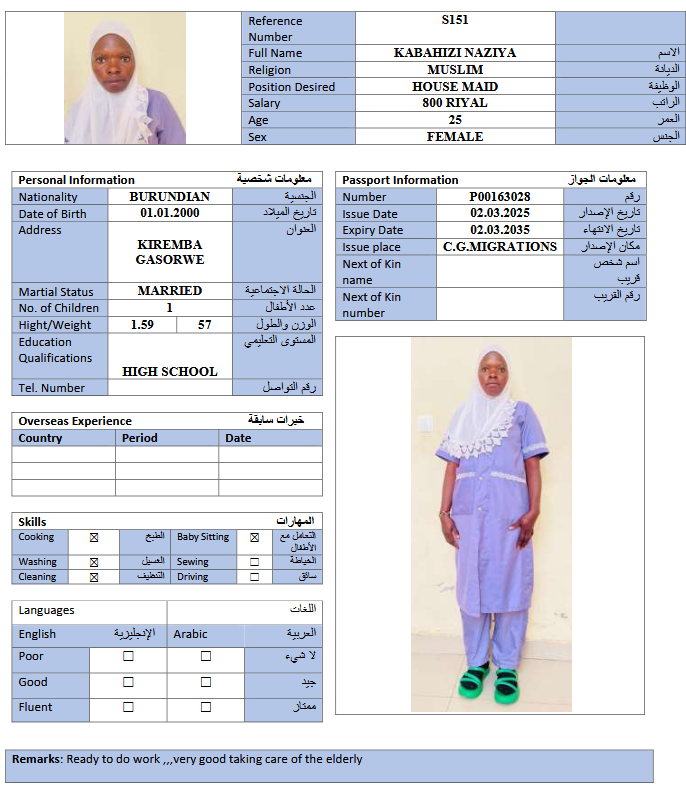 Reference Number S151
Full Name KABAHIZI NAZIYA الاسم
Religion MUSLIM الديانة
Position Desired HOUSE MAID الوظيفة
Salary 800 RIYAL الراتب
Age 25 العمر
Sex FEMALE الجنس
Personal Information معلومات شخصية
Nationality BURUNDIAN الجنسية
Date of Birth 01.01.2000 تاريخ الميلاد
Address KIREMBA GASORWE العنوان
Martial Status MARRIED الحالة الاجتماعية
No. of Children 1 عدد الأطفال
Hight/Weight 1.59 57 الوزن والطول
Education Qualifications HIGH SCHOOL المستوى التعليمي
Tel. Number رقم التواصل
Passport Information معلومات الجواز
Number P00163028 رقم
Issue Date 02.03.2025 تاريخ الإصدار
Expiry Date 02.03.2035 تاريخ الانتهاء
Issue place C.G.MIGRATIONS مكان الإصدار
Next of Kin name اسم شخص قريب
Next of Kin number رقم القريب
Overseas Experience خبرات سابقة
Country Period Date
Skills المهارات
Cooking ☒ الطبخ Baby Sitting ☒ التعامل مع الأطفال
Washing ☒ الغسيل Sewing ☐ الخياطة
Cleaning ☒ التنظيف Driving ☐ سائق
Languages اللغات
English الإنجليزية Arabic العربية
Poor ☐ ☐ لا شيء
Good ☐ ☐ جيد
Fluent ☐ ☐ ممتاز
Remarks: Ready to do work ,,,very good taking care of the elderly